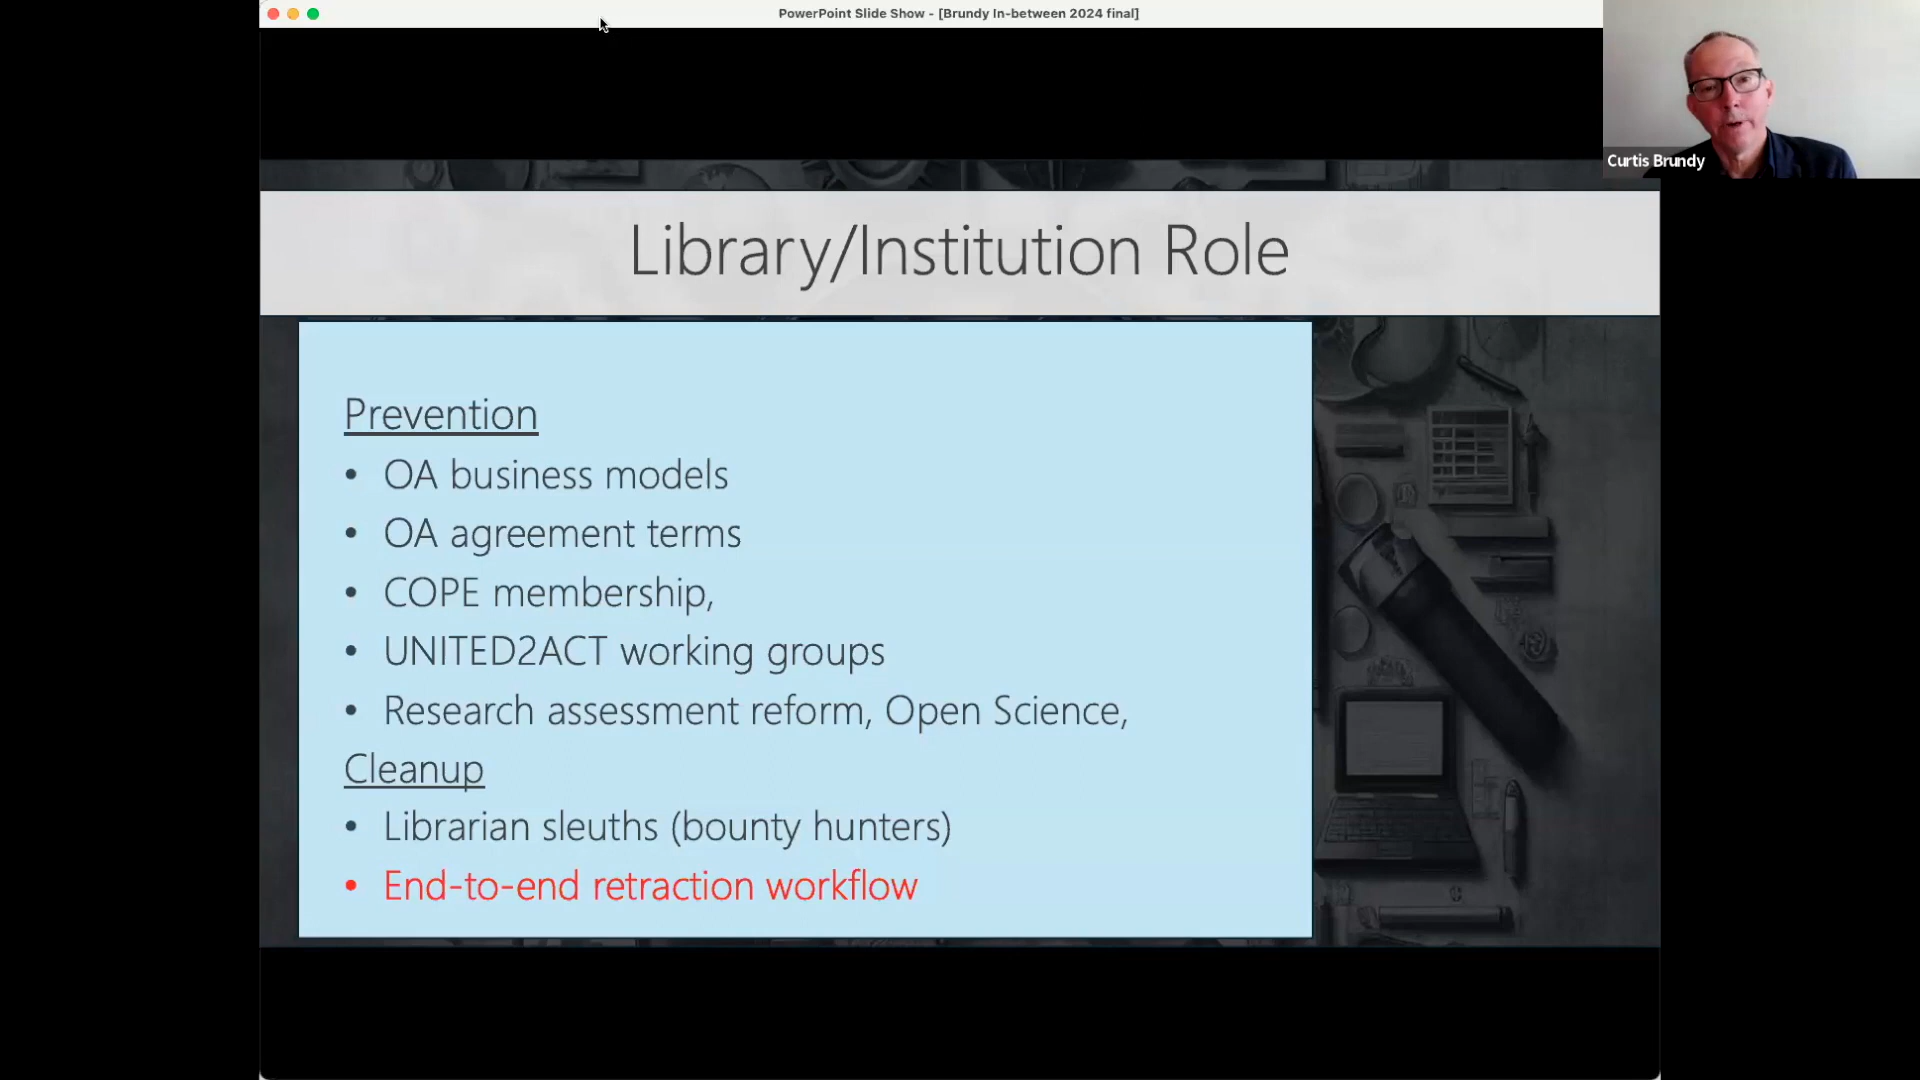 PowerPoint Slide Show - [Brundy In-between 2024 final]
Curtis Brundy
Library/Institution Role
Prevention
• OA business models
• OA agreement terms
• COPE membership,
• UNITED2ACT working groups
• Research assessment reform, Open Science,
Cleanup
• Librarian sleuths (bounty hunters)
• End-to-end retraction workflow